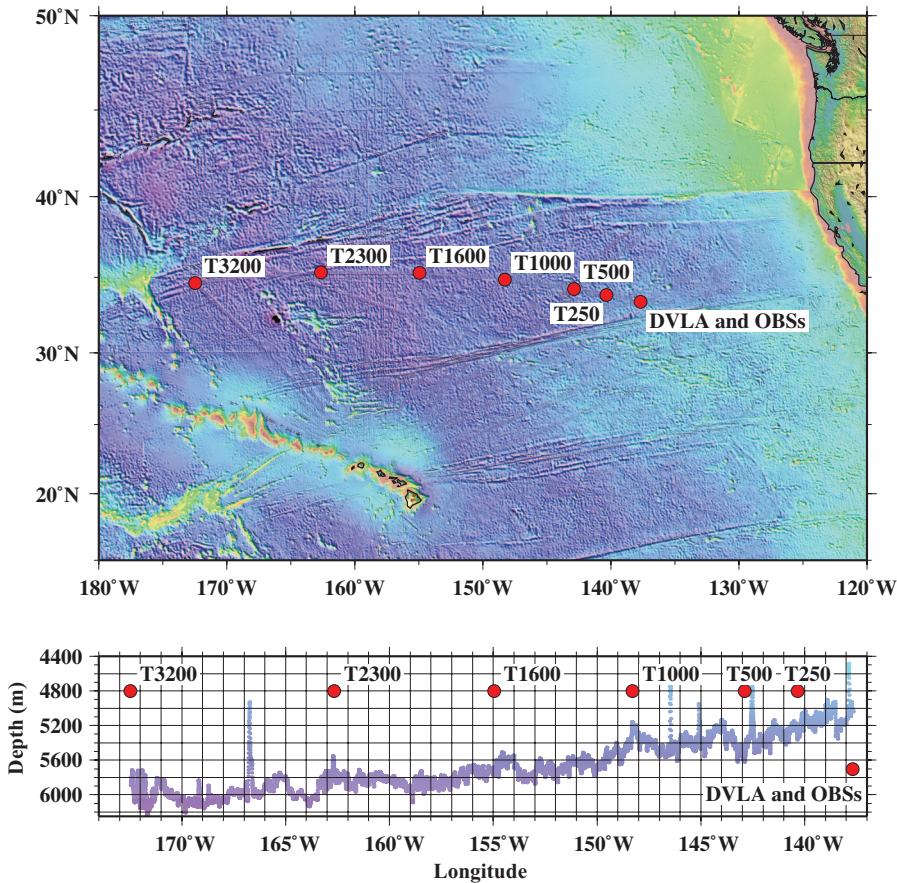 50°N
40°N
30°N
20°N
T3200
T2300
T1600
T1000
T500
T250
DVLA and OBSs
180°W 170°W 160°W 150°W 140°W 130°W 120°W
4400
4800
5200
5600
6000
Depth (m)
T3200 T2300 T1600 T1000 T500 T250
DVLA and OBSs
170°W 165°W 160°W 155°W 150°W 145°W 140°W
Longitude